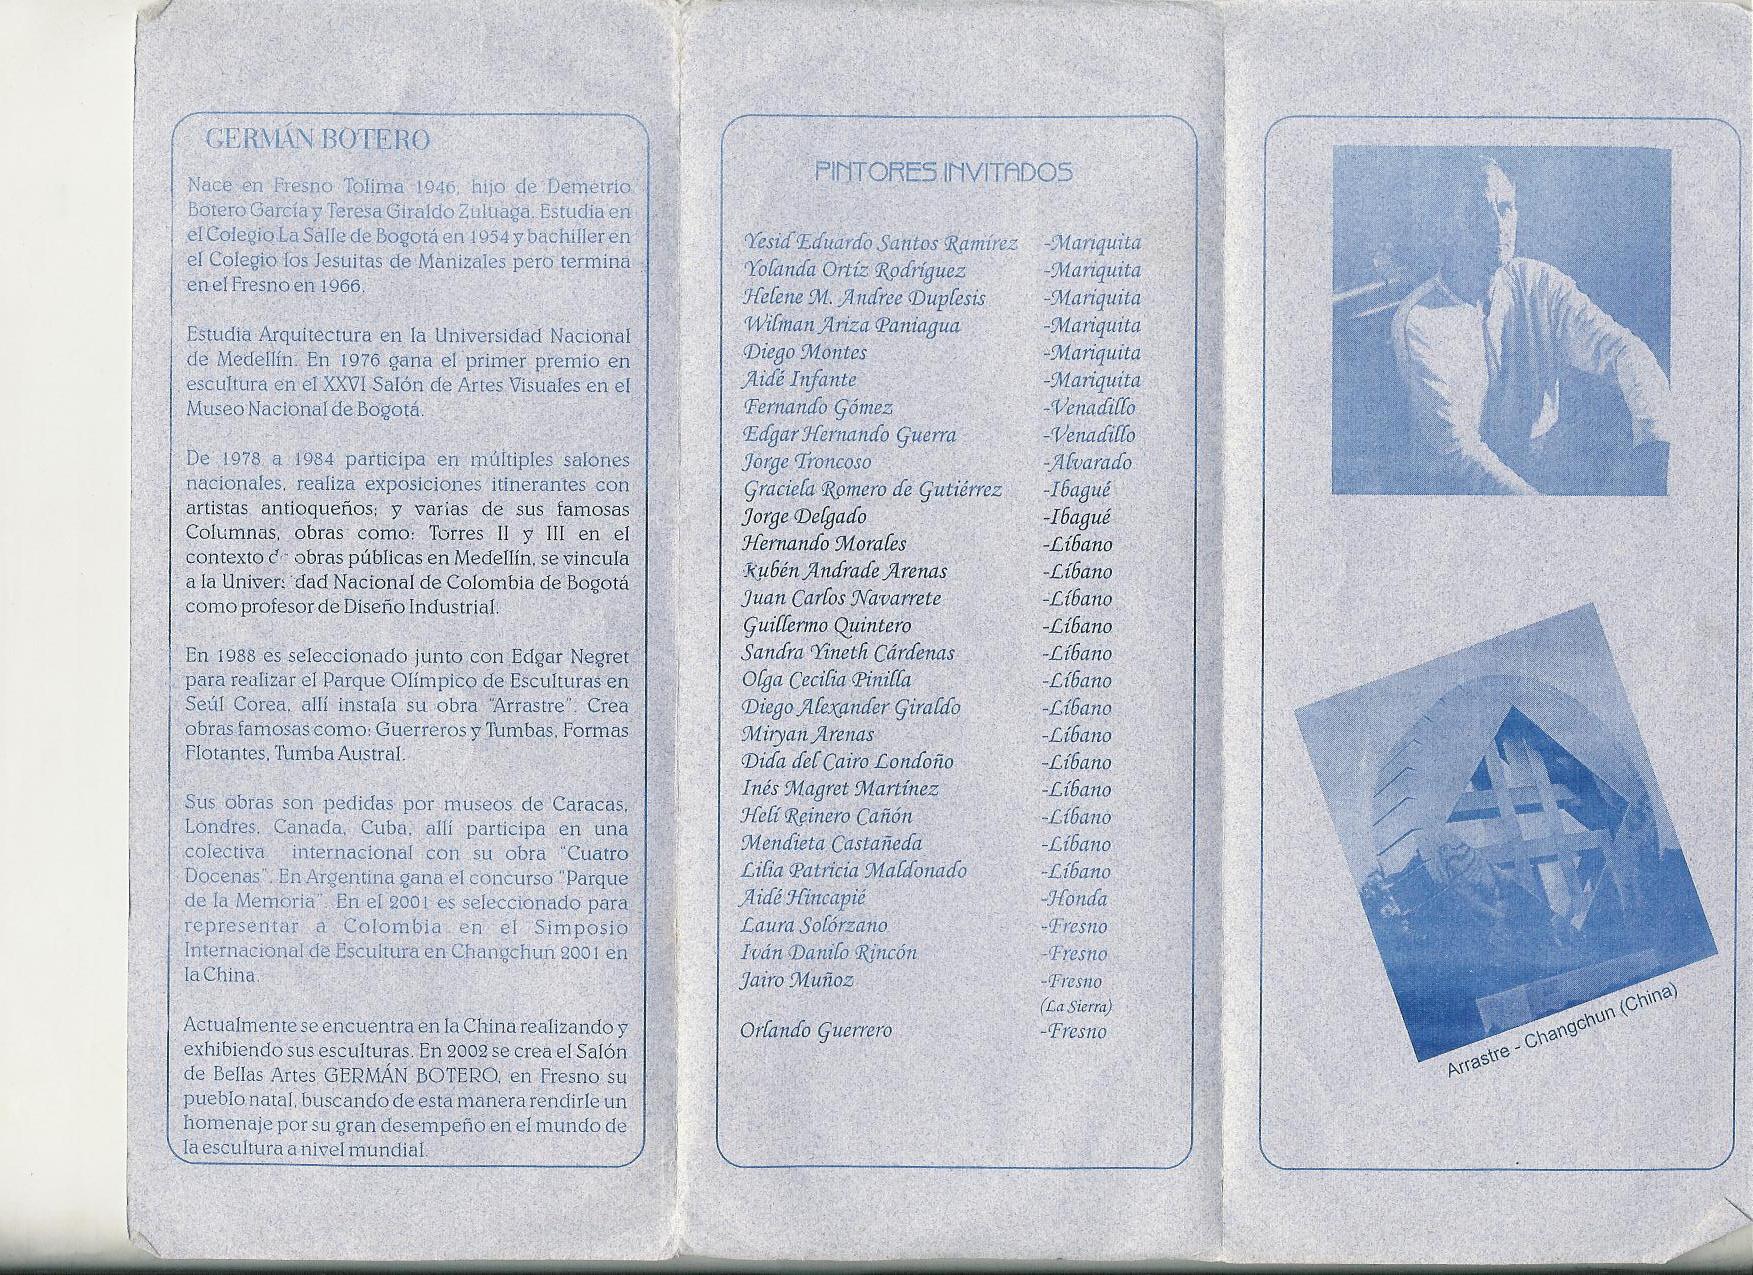 GERMÁN BOTERO
Nace en Fresno Tolima 1946, hijo de Demetrio
Botero García y Teresa Giraldo Zuluaga. Estudia en
el Colegio La Salle de Bogotá en 1954 y bachiller en
el Colegio los Jesuitas de Manizales pero termina
en el Fresno en 1966.
Estudia Arquitectura en la Universidad Nacional
de Medellín. En 1976 gana el primer premio en
escultura en el XXVI Salón de Artes Visuales en el
Museo Nacional de Bogotá.
De 1978 a 1984 participa en múltiples salones
nacionales, realiza exposiciones itinerantes con
artistas antioqueños; y varias de sus famosas
Columnas, obras como: Torres II y III en el
contexto obras públicas en Medellín, se vincula
a la Univer dad Nacional de Colombia de Bogotá
como profesor de Diseño Industrial.
En 1988 es seleccionado junto con Edgar Negret
para realizar el Parque Olímpico de Esculturas en
Seúl Corea, allí instala su obra "Arrastre". Crea
obras famosas como: Guerreros y Tumbas, Formas
Flotantes, Tumba Austral.
Sus obras son pedidas por museos de Caracas,
Londres, Canada, Cuba, allí participa en una
colectiva internacional con su obra "Cuatro
Docenas". En Argentina gana el concurso "Parque
de la Memoria". En el 2001 es seleccionado para
representar a Colombia en el Simposio
Internacional de Escultura en Changchun 2001 en
la China.
Actualmente se encuentra en la China realizando y
exhibiendo sus esculturas. En 2002 se crea el Salón
de Bellas Artes GERMÁN BOTERO, en Fresno su
pueblo natal, buscando de esta manera rendirle un
homenaje por su gran desempeño en el mundo de
la escultura a nivel mundial.
PINTORES INVITADOS
Yesid Eduardo Santos Ramírez -Mariquita
Yolanda Ortíz Rodríguez -Mariquita
Helene M. Andree Duplesis -Mariquita
Wilman Ariza Paniagua -Mariquita
Diego Montes -Mariquita
Aidé Infante -Mariquita
Fernando Gómez -Venadillo
Edgar Hernando Guerra -Venadillo
Jorge Troncoso -Alvarado
Graciela Romero de Gutiérrez -Ibagué
Jorge Delgado -Ibagué
Hernando Morales -Líbano
Rubén Andrade Arenas -Líbano
Juan Carlos Navarrete -Líbano
Guillermo Quintero -Líbano
Sandra Yineth Cárdenas -Líbano
Olga Cecilia Pinilla -Líbano
Diego Alexander Giraldo -Líbano
Miryan Arenas -Líbano
Dida del Cairo Londoño -Líbano
Inés Magret Martínez -Líbano
Helí Reinero Cañón -Líbano
Mendieta Castañeda -Líbano
Lilia Patricia Maldonado -Líbano
Aidé Hincapié -Honda
Laura Solórzano -Fresno
Iván Danilo Rincón -Fresno
Jairo Muñoz -Fresno
(La Sierra)
Orlando Guerrero -Fresno
Arrastre - Changchun (China)